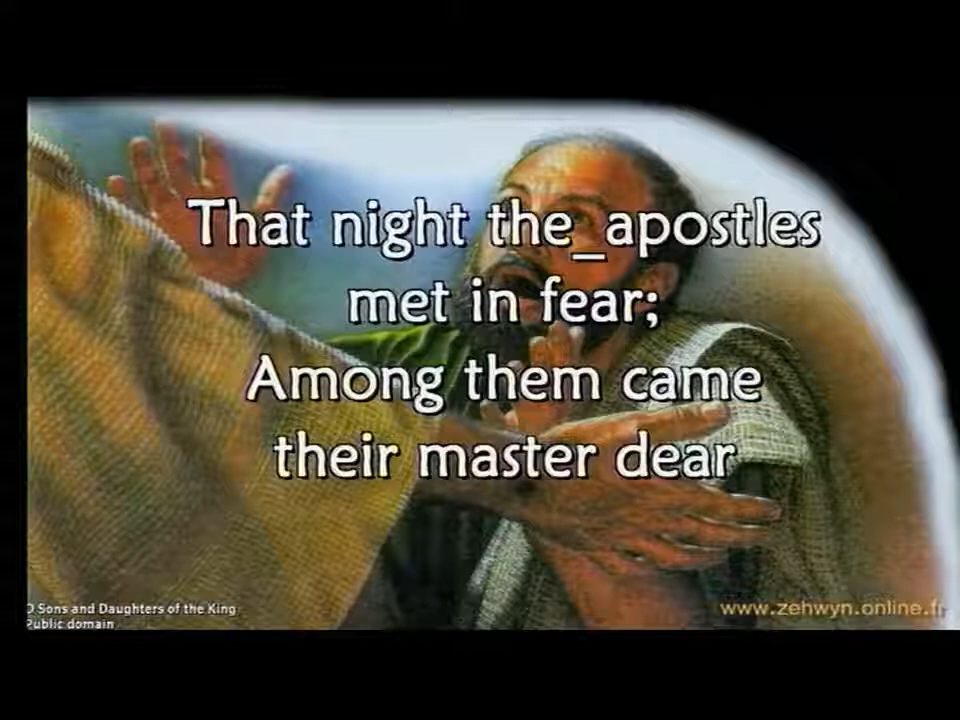 That night the_apostles
met in fear;
Among them came
their master dear
O Sons and Daughters of the King
Public domain
www.zehwyn.online.fr